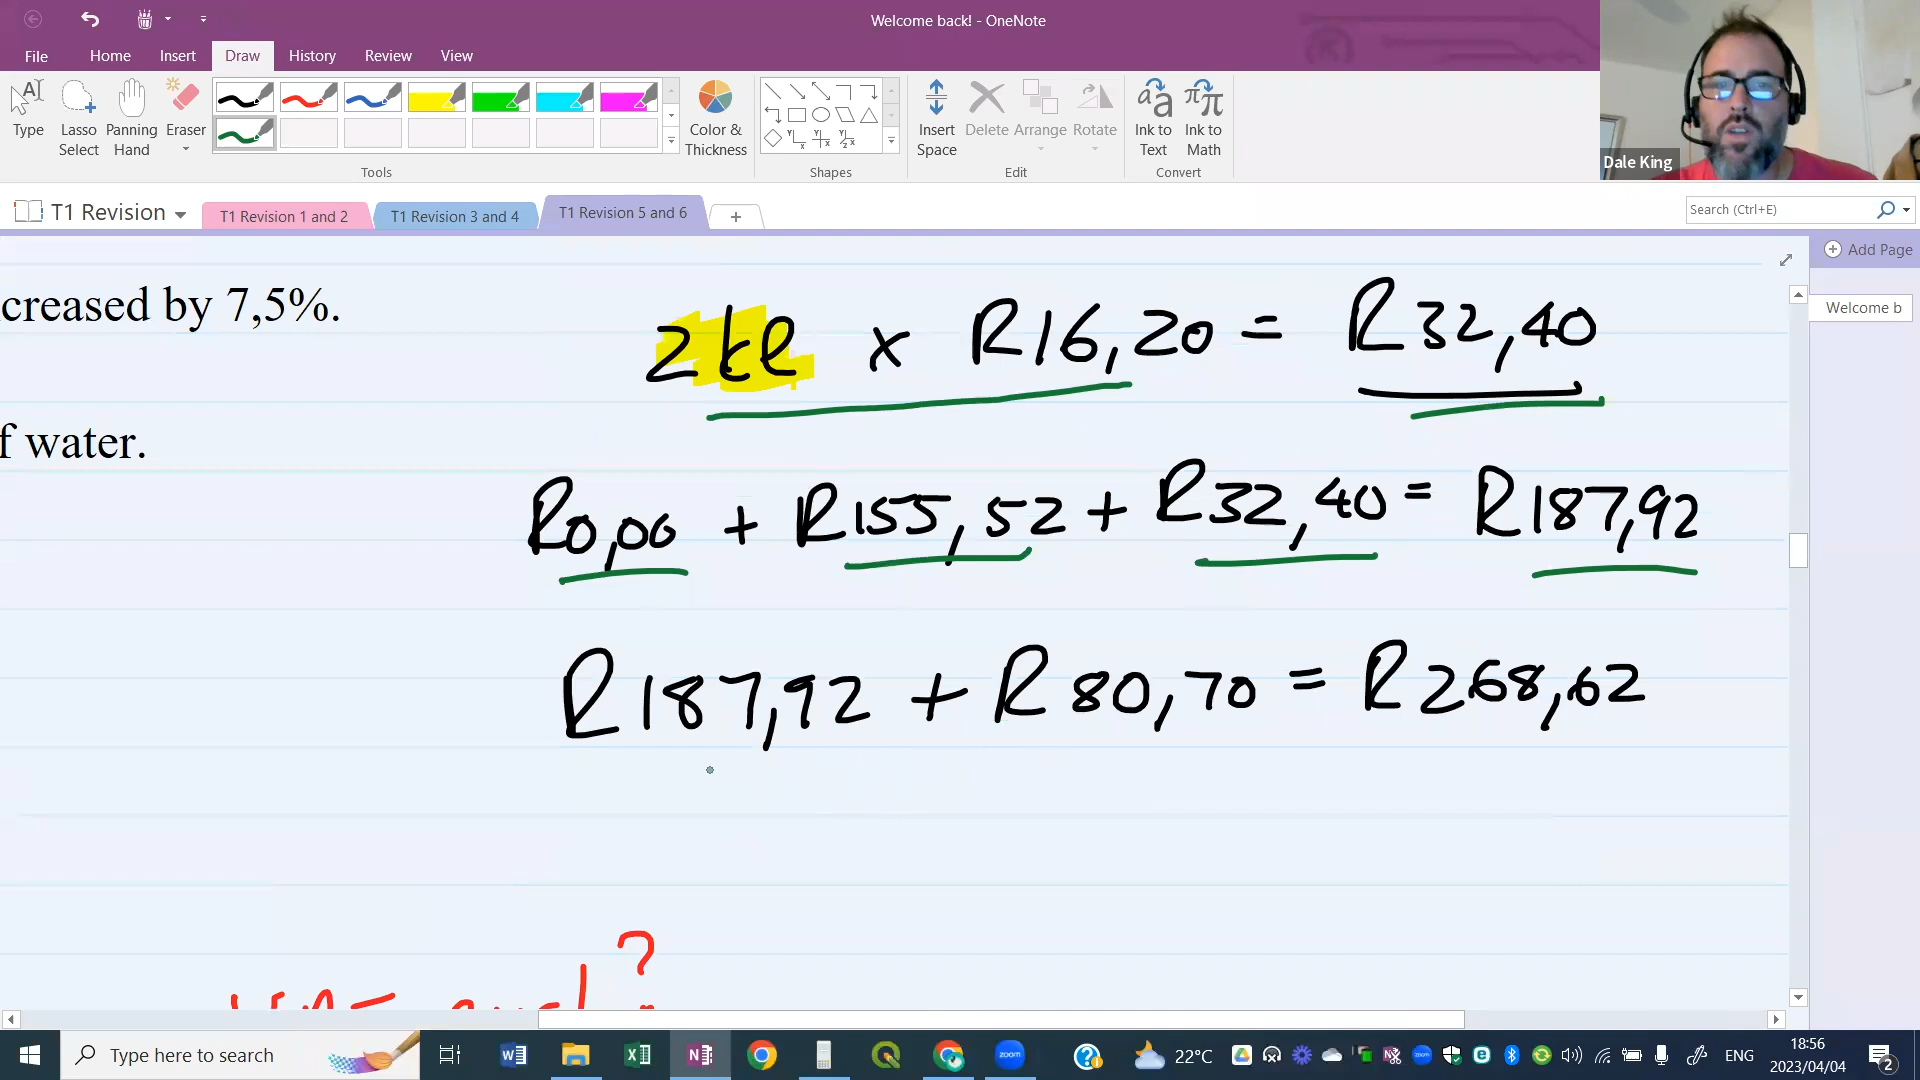 Welcome back! - OneNote
File Home Insert Draw History Review View
Type
Lasso Select
Panning Hand
Eraser
Color & Thickness
Insert Space
Delete
Arrange
Rotate
Ink to Text
Ink to Math
Tools
Shapes
Edit
Convert
Dale King
T1 Revision
T1 Revision 1 and 2
T1 Revision 3 and 4
T1 Revision 5 and 6
Search (Ctrl+E)
Add Page
Welcome b
creased by 7,5%.
2 kl x R16,20 = R32,40
f water.
R0,00 + R155,52 + R32,40 = R187,92
R187,92 + R80,70 = R268,62
?
Type here to search
zoom
22°C
ENG
18:56
2023/04/04
2